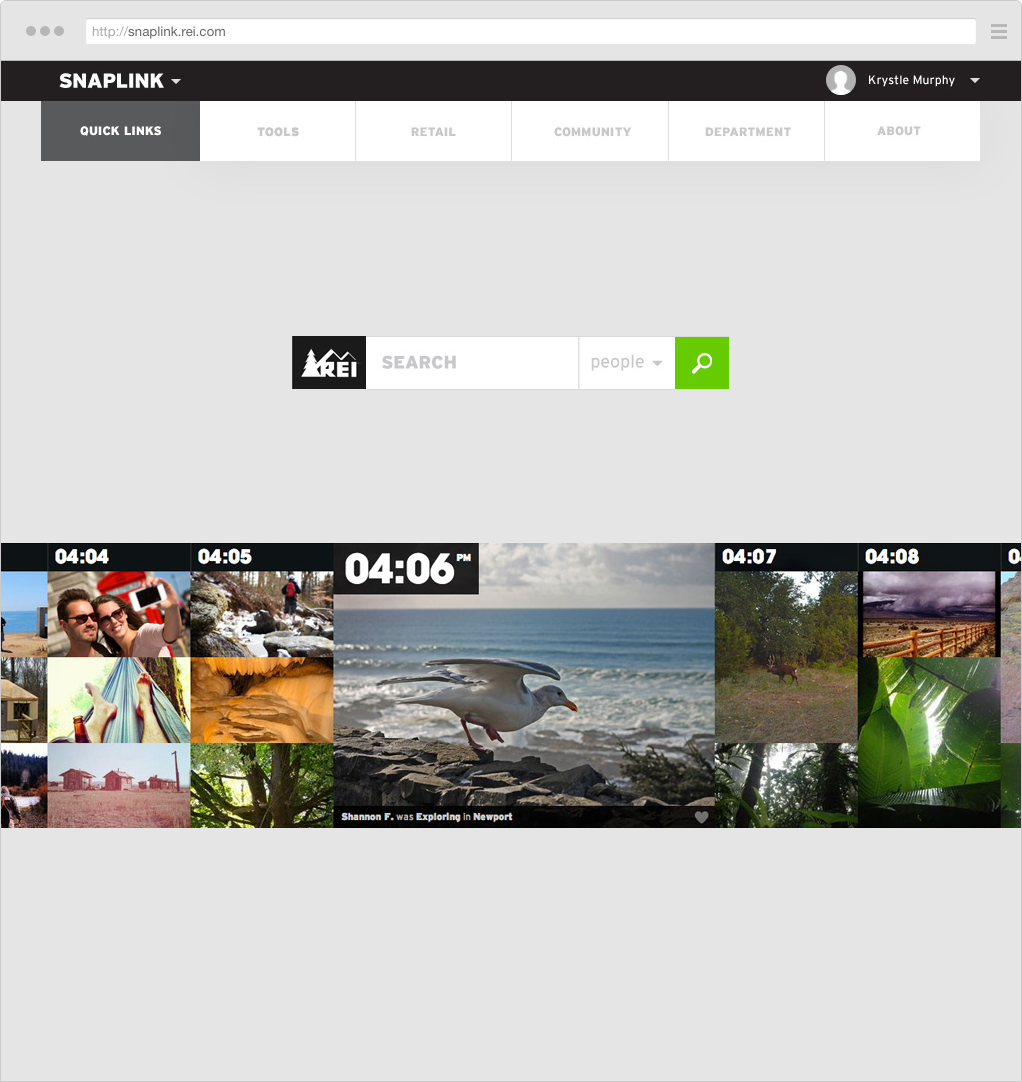 http://snaplink.rei.com
SNAPLINK
Krystle Murphy
QUICK LINKS
TOOLS
RETAIL
COMMUNITY
DEPARTMENT
ABOUT
REI
SEARCH
people
04:04
04:05
04:06 PM
04:07
04:08
0
Shannon F. was Exploring in Newport